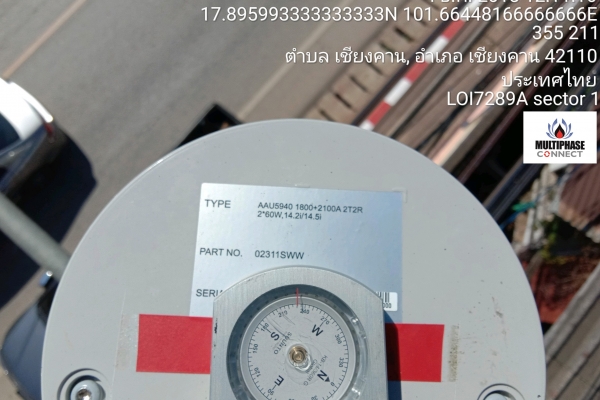 17.895993333333333N 101.66448166666666E
355 211
ตำบล เชียงคาน, อำเภอ เชียงคาน 42110
ประเทศไทย
LOI7289A sector 1
MULTIPHASE
CONNECT
TYPE AAU5940 1800+2100A 2T2R
2*60W,14.2i/14.5i
PART NO. 02311SWW
S W
E N